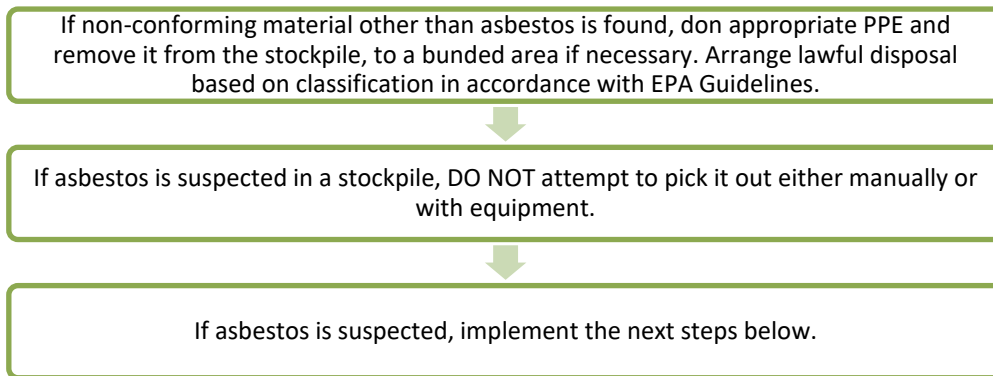 If non-conforming material other than asbestos is found, don appropriate PPE and
remove it from the stockpile, to a bunded area if necessary. Arrange lawful disposal
based on classification in accordance with EPA Guidelines.
If asbestos is suspected in a stockpile, DO NOT attempt to pick it out either manually or
with equipment.
If asbestos is suspected, implement the next steps below.